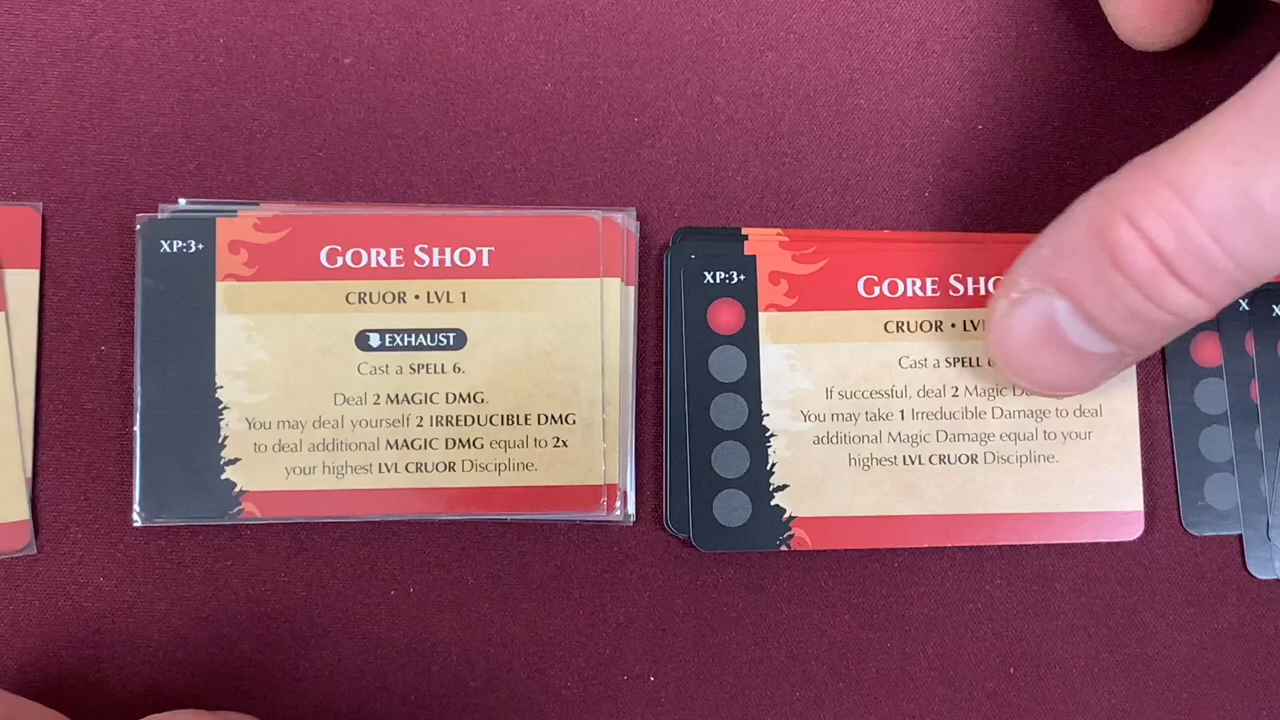 XP:3+
GORE SHOT
CRUOR • LVL 1
EXHAUST
Cast a SPELL 6.
Deal 2 MAGIC DMG.
You may deal yourself 2 IRREDUCIBLE DMG
to deal additional MAGIC DMG equal to 2x
your highest LVL CRUOR Discipline.
XP:3+
GORE
CRUOR •
Cast a SPELL
If successful, deal 2 Magic
You may take 1 Irreducible Damage to deal
additional Magic Damage equal to your
highest LVL CRUOR Discipline.
X
X